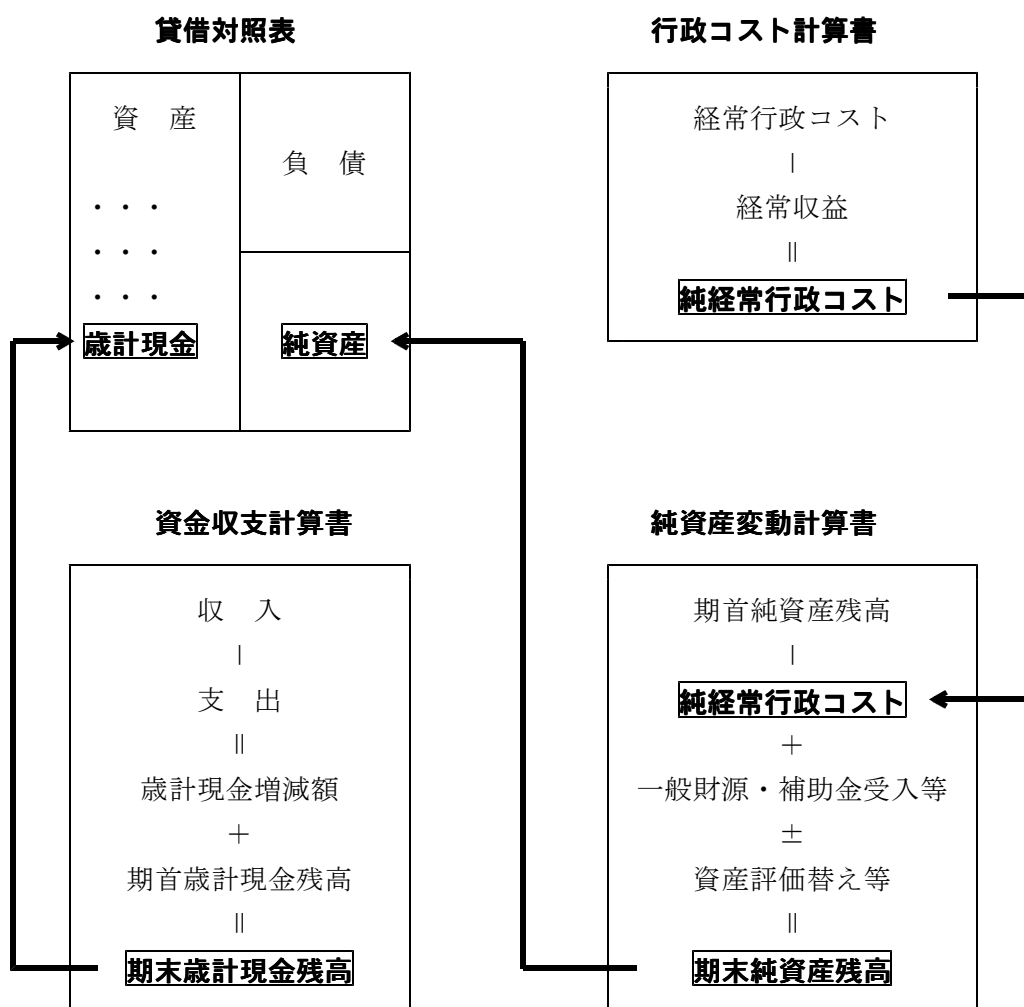 貸借対照表
資　産
負　債
・・・
・・・
・・・
歳計現金
純資産
行政コスト計算書
経常行政コスト
－
経常収益
＝
純経常行政コスト
資金収支計算書
収　入
－
支　出
＝
歳計現金増減額
＋
期首歳計現金残高
＝
期末歳計現金残高
純資産変動計算書
期首純資産残高
－
純経常行政コスト
＋
一般財源・補助金受入等
±
資産評価替え等
＝
期末純資産残高